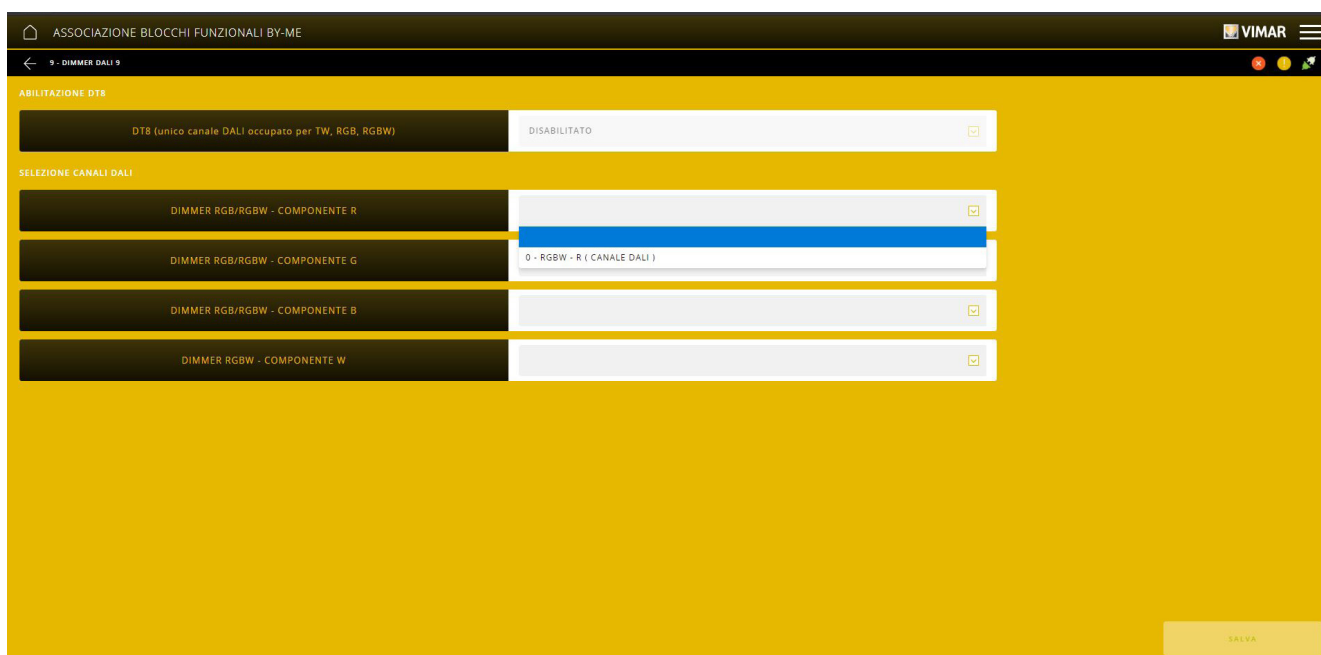 ASSOCIAZIONE BLOCCHI FUNZIONALI BY-ME
VIMAR
9 - DIMMER DALI 9
ABILITAZIONE DT8
DT8 (unico canale DALI occupato per TW, RGB, RGBW)
DISABILITATO
SELEZIONE CANALI DALI
DIMMER RGB/RGBW - COMPONENTE R
DIMMER RGB/RGBW - COMPONENTE G
0 - RGBW - R ( CANALE DALI )
DIMMER RGB/RGBW - COMPONENTE B
DIMMER RGBW - COMPONENTE W
SALVA